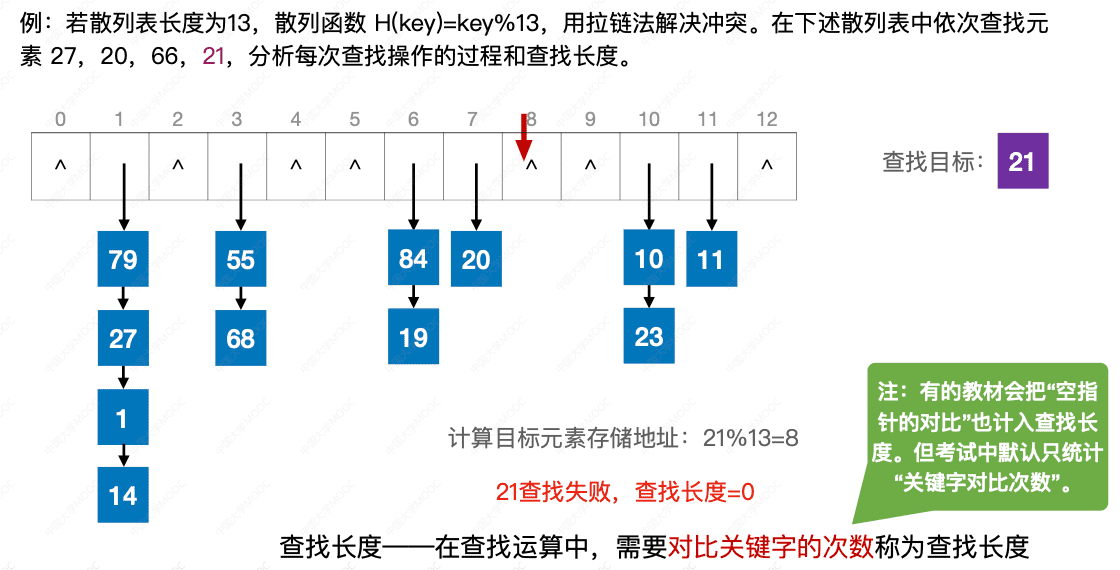 例：若散列表长度为13，散列函数 H(key)=key%13，用拉链法解决冲突。在下述散列表中依次查找元
素 27，20，66，21，分析每次查找操作的过程和查找长度。
0 1 2 3 4 5 6 7 8 9 10 11 12
^ ^ ^ ^ ^ ^ ^
查找目标： 21
79 55 84 20 10 11
27 68 19 23
1
14
注：有的教材会把“空指
针的对比”也计入查找长
度。但考试中默认只统计
“关键字对比次数”。
计算目标元素存储地址：21%13=8
21查找失败，查找长度=0
查找长度——在查找运算中，需要对比关键字的次数称为查找长度